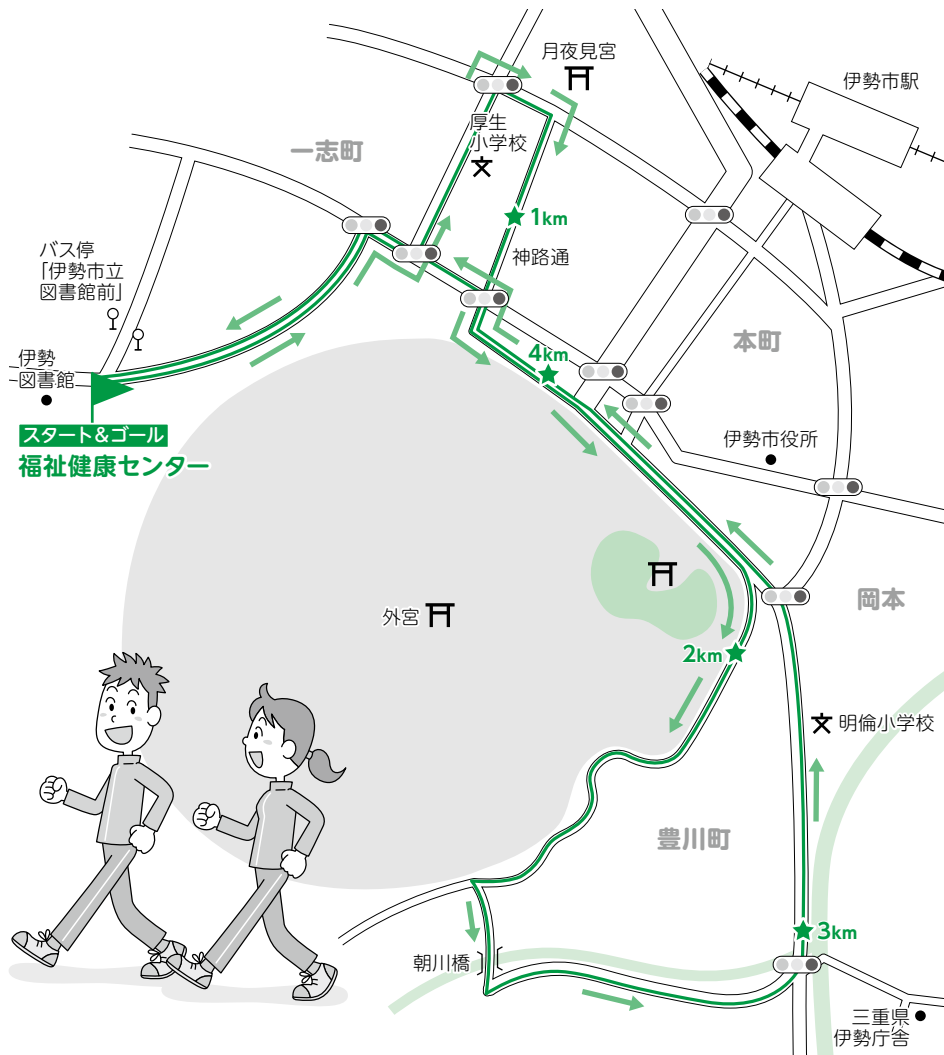 月夜見宮
伊勢市駅
厚生
小学校
一志町
1km
神路通
バス停
「伊勢市立
図書館前」
本町
4km
伊勢
図書館
スタート&ゴール
福祉健康センター
伊勢市役所
岡本
外宮
2km
明倫小学校
豊川町
3km
朝川橋
三重県
伊勢庁舎